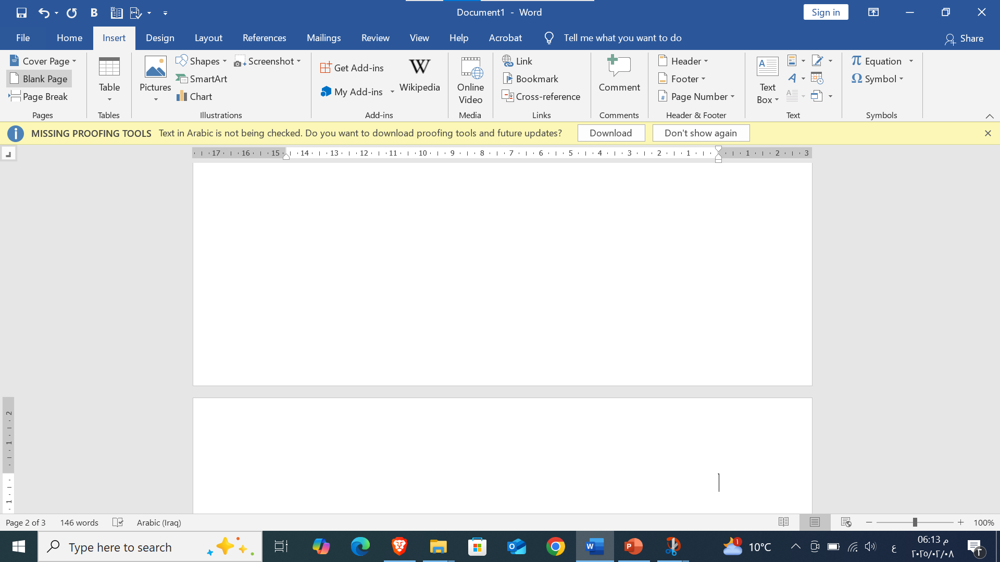 Document1 - Word
Sign in
File Home Insert Design Layout References Mailings Review View Help Acrobat Tell me what you want to do Share
Cover Page
Blank Page
Page Break
Pages
Table
Tables
Pictures
Shapes
SmartArt
Chart
Screenshot
Illustrations
Get Add-ins
My Add-ins
W
Wikipedia
Add-ins
Online
Video
Media
Link
Bookmark
Cross-reference
Links
Comment
Comments
Header
Footer
Page Number
Header & Footer
Text
Box
Text
π Equation
Ω Symbol
Symbols
MISSING PROOFING TOOLS Text in Arabic is not being checked. Do you want to download proofing tools and future updates? Download Don't show again
17 16 15 14 13 12 11 10 9 8 7 6 5 4 3 2 1 1 2 3
2
1
1
Page 2 of 3 146 words Arabic (Iraq) 100%
Type here to search
10°C
ع
06:13 م
٢٠٢٥/٠٢/٠٨
٢